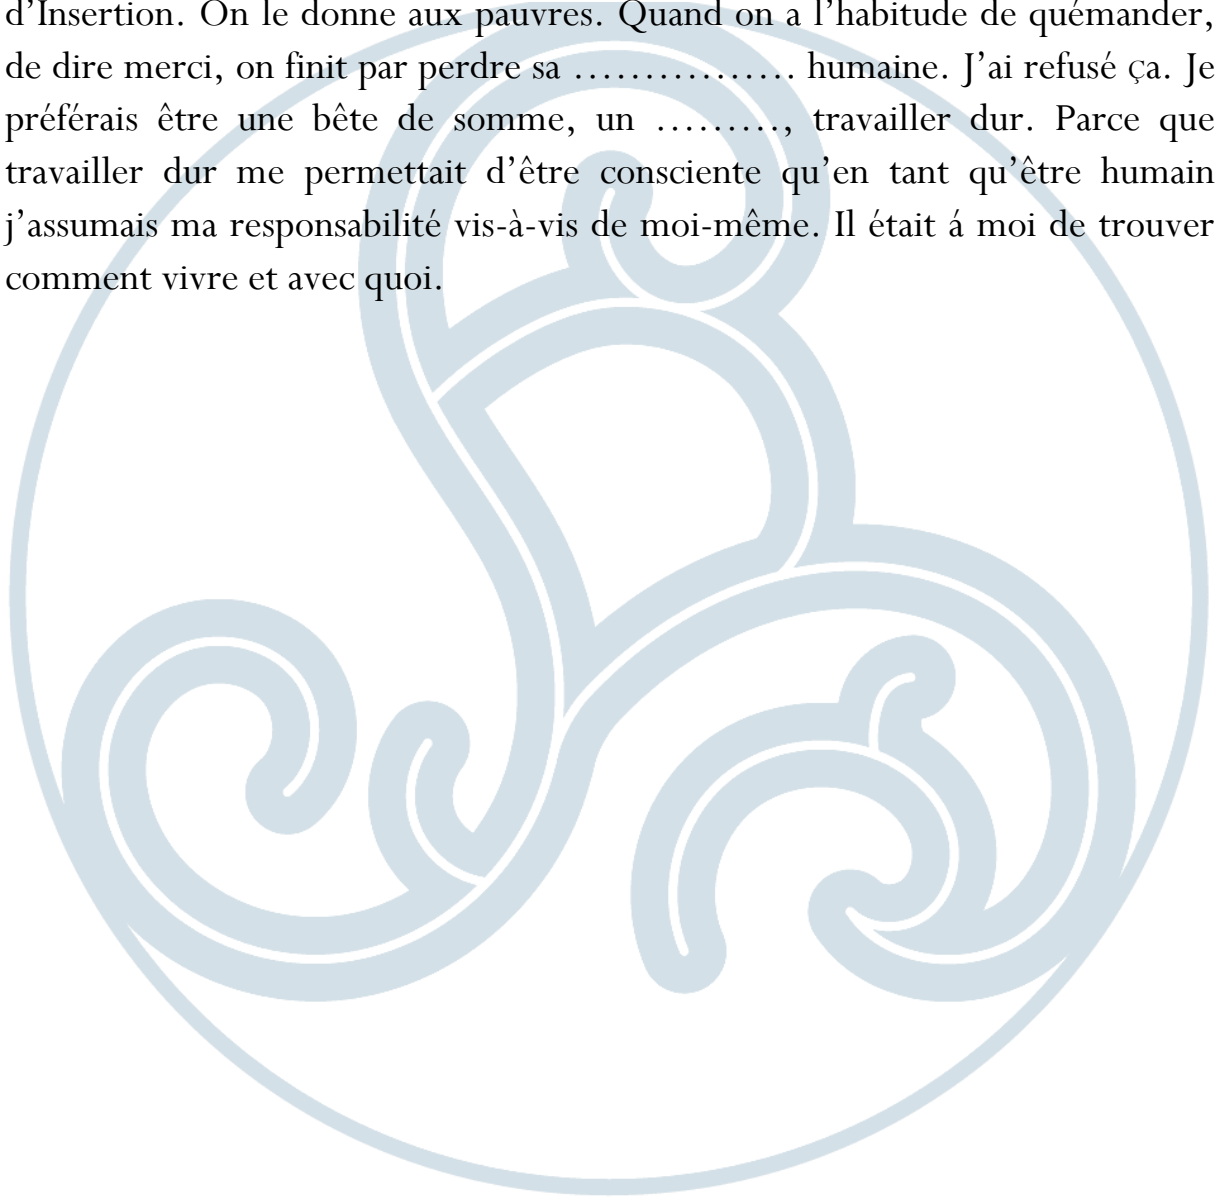 d’Insertion. On le donne aux pauvres. Quand on a l’habitude de quémander,
de dire merci, on finit par perdre sa ……………. humaine. J’ai refusé ça. Je
préférais être une bête de somme, un ………, travailler dur. Parce que
travailler dur me permettait d’être consciente qu’en tant qu’être humain
j’assumais ma responsabilité vis-à-vis de moi-même. Il était á moi de trouver
comment vivre et avec quoi.